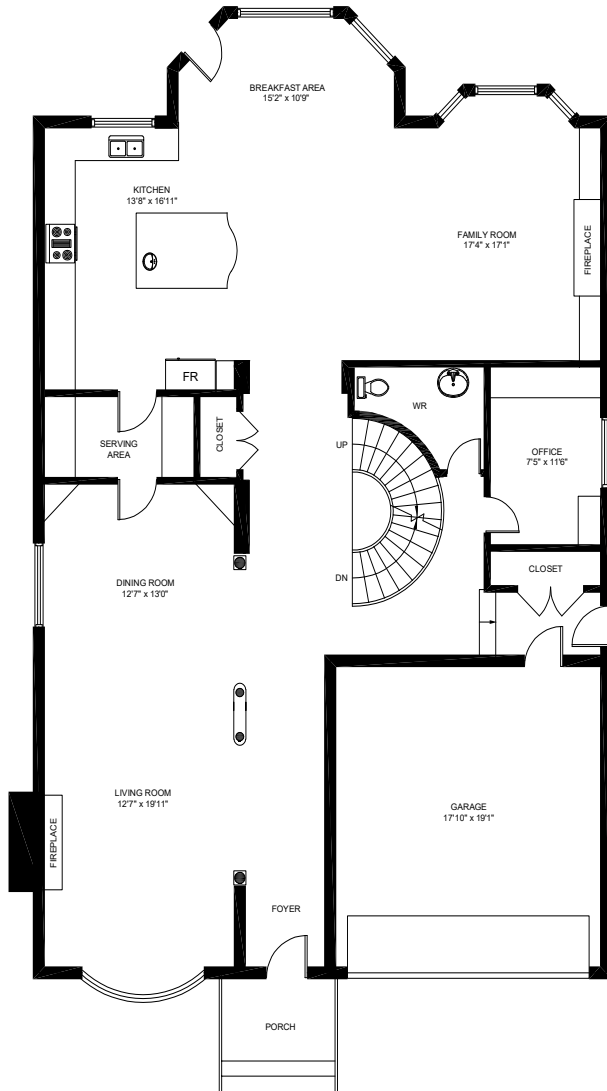 BREAKFAST AREA
15'2" x 10'9"
KITCHEN
13'8" x 16'11"
FAMILY ROOM
17'4" x 17'1"
FIREPLACE
FR
WR
CLOSET
UP
SERVING
AREA
OFFICE
7'5" x 11'6"
CLOSET
DN
DINING ROOM
12'7" x 13'0"
LIVING ROOM
12'7" x 19'11"
GARAGE
17'10" x 19'1"
FIREPLACE
FOYER
PORCH